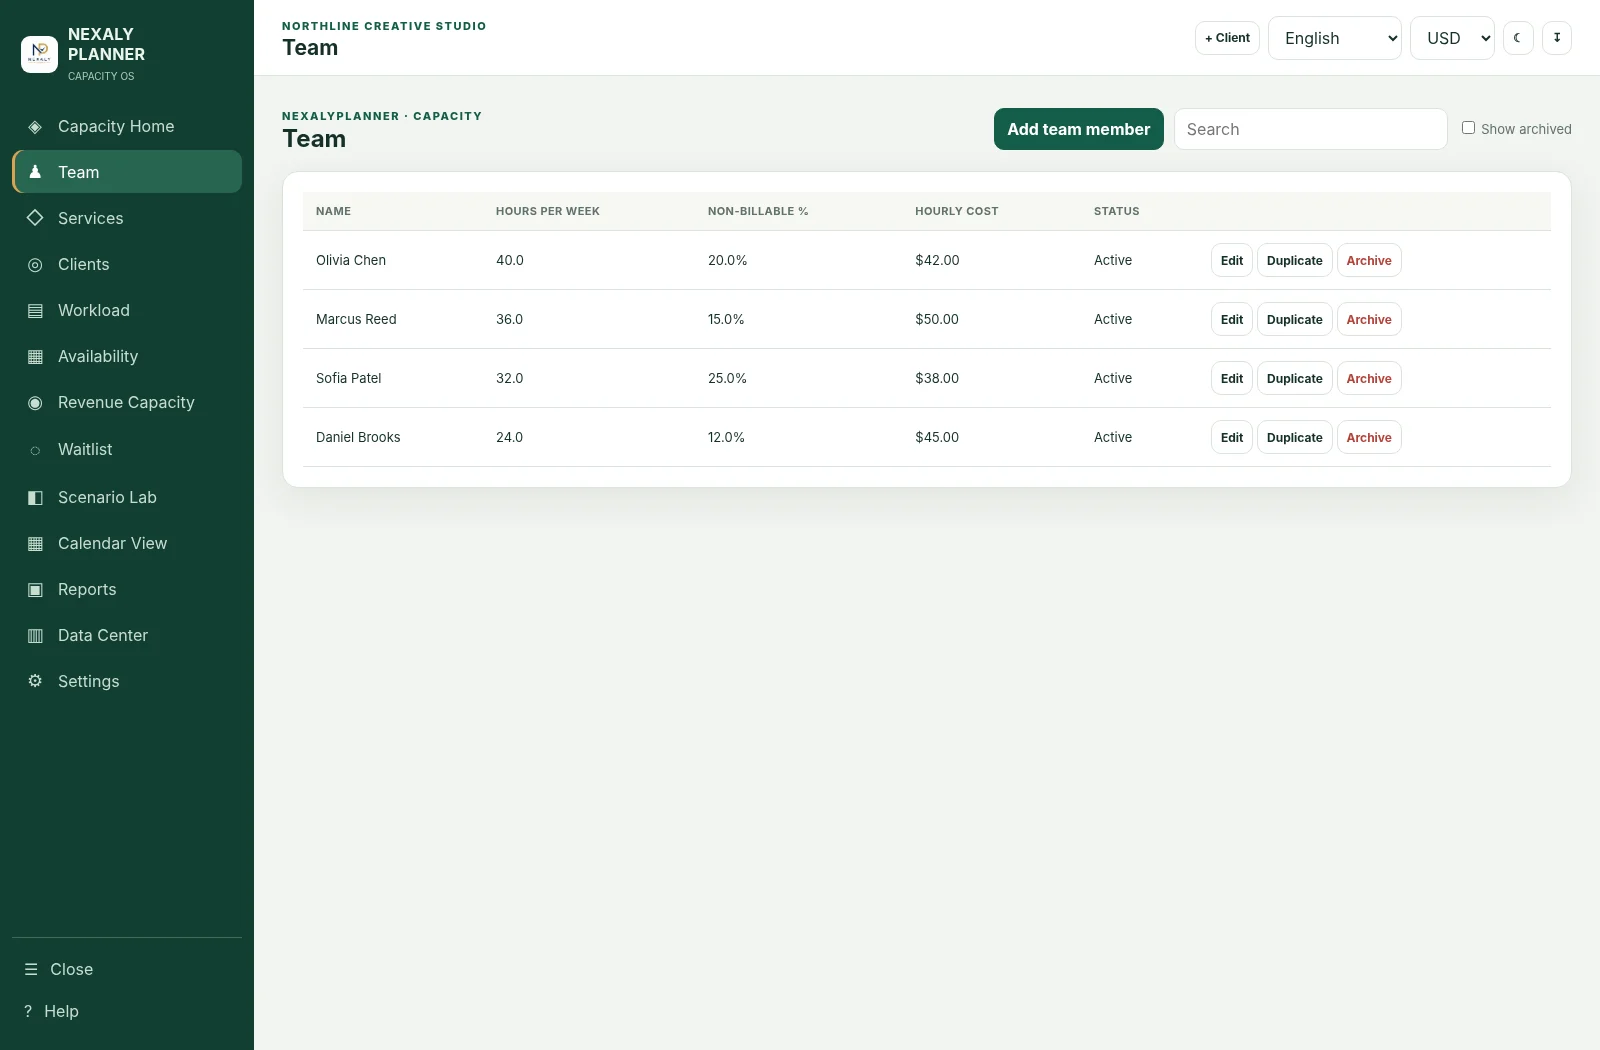 NEXALY
PLANNER
CAPACITY OS
Capacity Home
Team
Services
Clients
Workload
Availability
Revenue Capacity
Waitlist
Scenario Lab
Calendar View
Reports
Data Center
Settings
Close
? Help
NORTHLINE CREATIVE STUDIO
Team
+ Client
English
USD
NEXALYPLANNER · CAPACITY
Team
Add team member
Search
Show archived
NAME HOURS PER WEEK NON-BILLABLE % HOURLY COST STATUS
Olivia Chen 40.0 20.0% $42.00 Active Edit Duplicate Archive
Marcus Reed 36.0 15.0% $50.00 Active Edit Duplicate Archive
Sofia Patel 32.0 25.0% $38.00 Active Edit Duplicate Archive
Daniel Brooks 24.0 12.0% $45.00 Active Edit Duplicate Archive